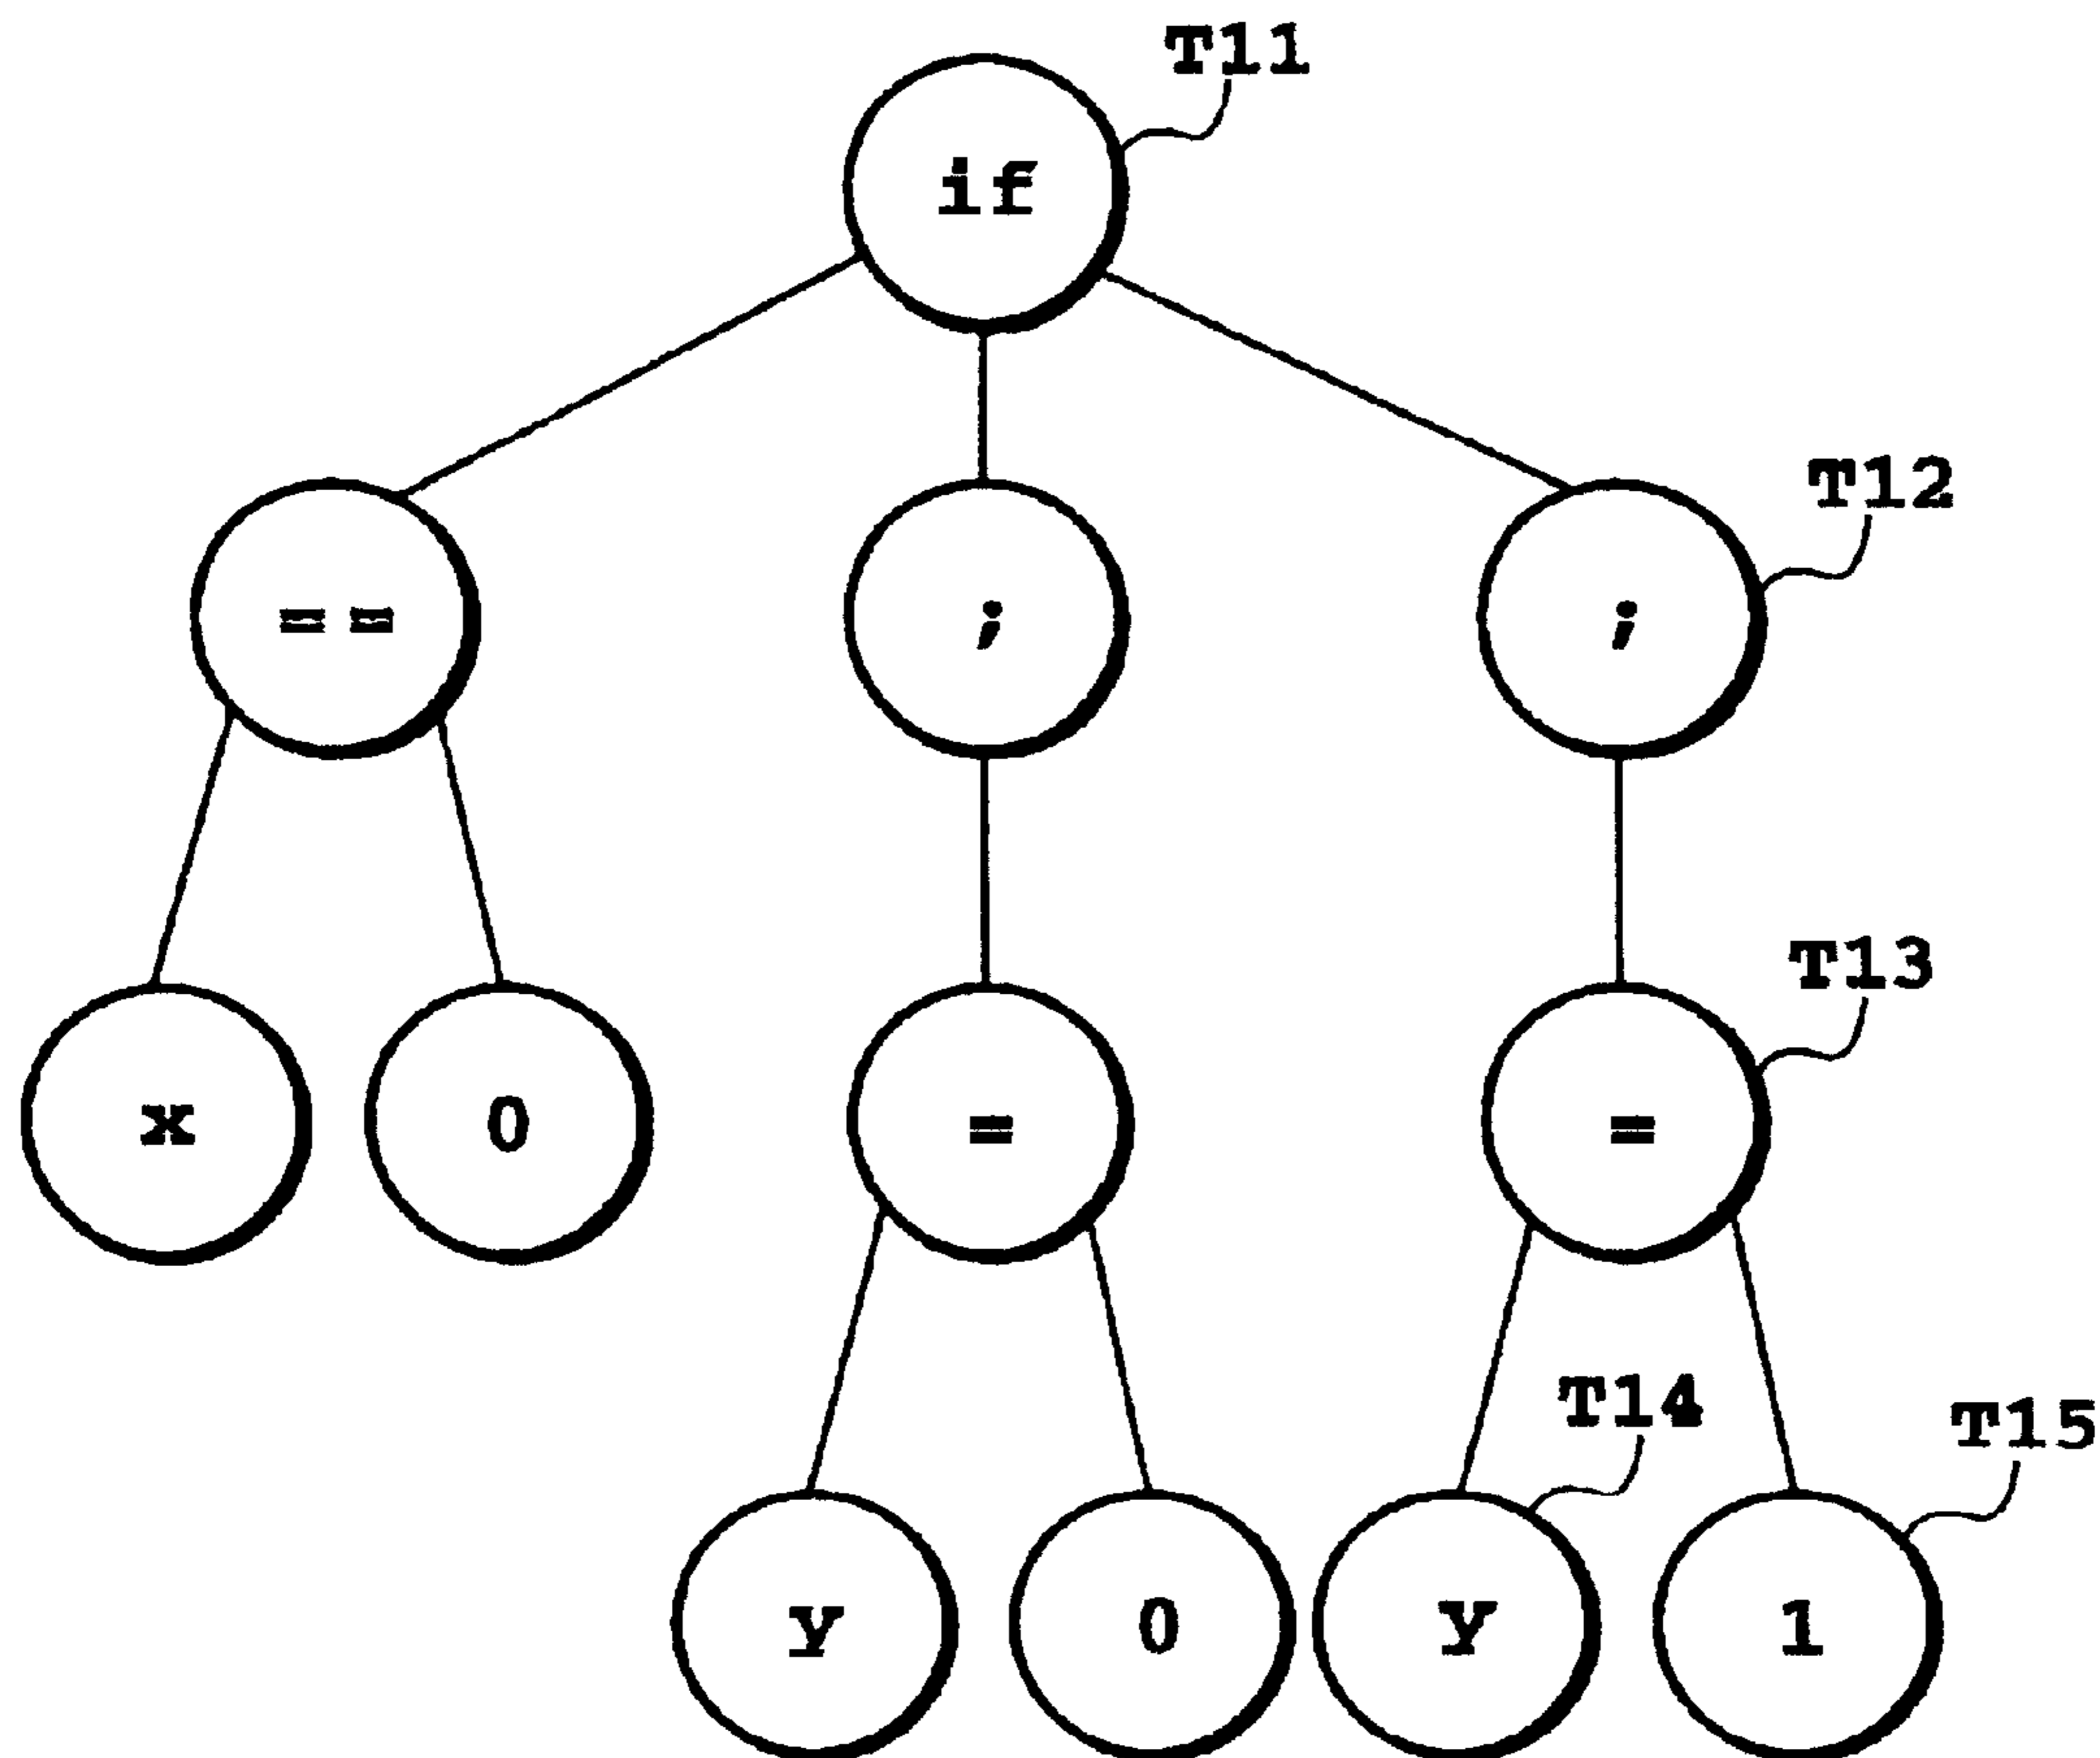 T11
if
T12
== ; ;
T13
x 0 = =
T14 T15
y 0 y 1